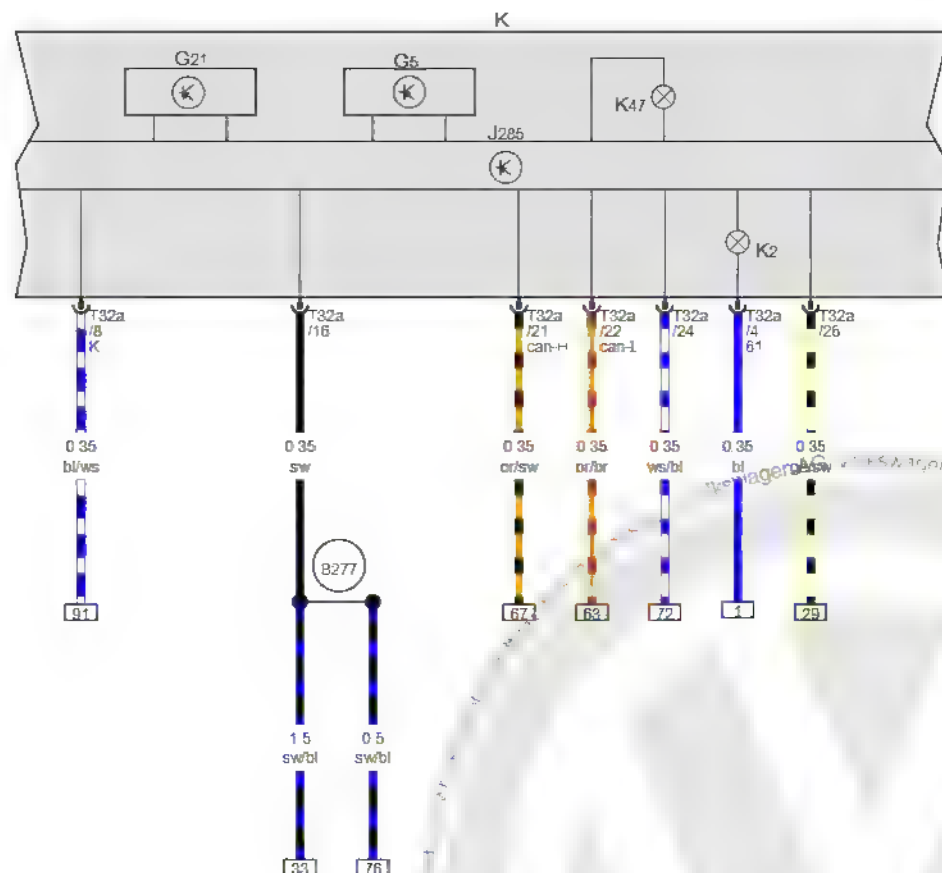 K
G21
G5
K47
J285
K2
T32a
/8
K
T32a
/16
T32a
/21
can-H
T32a
/22
can-l
T32a
/24
T32a
/4
61
T32a
/26
0.35
bl/ws
0.35
sw
0.35
or/sw
0.35
or/br
0.35
ws/bl
0.35
bl
0.35
ge/sw
B277
91
67
63
72
1
29
1.5
sw/bl
0.5
sw/bl
33
76